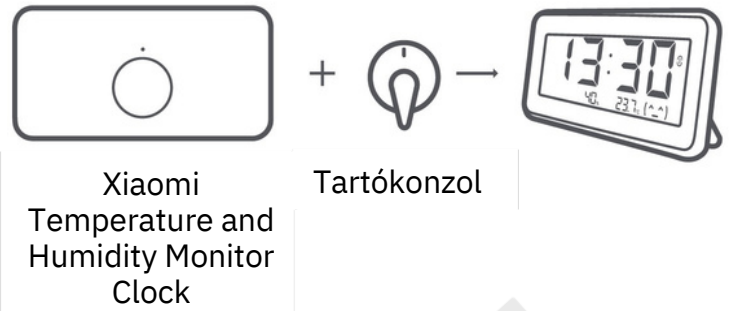 +
13:30
40% 23.7℃ (^_^)
Xiaomi
Temperature and
Humidity Monitor
Clock
Tartókonzol